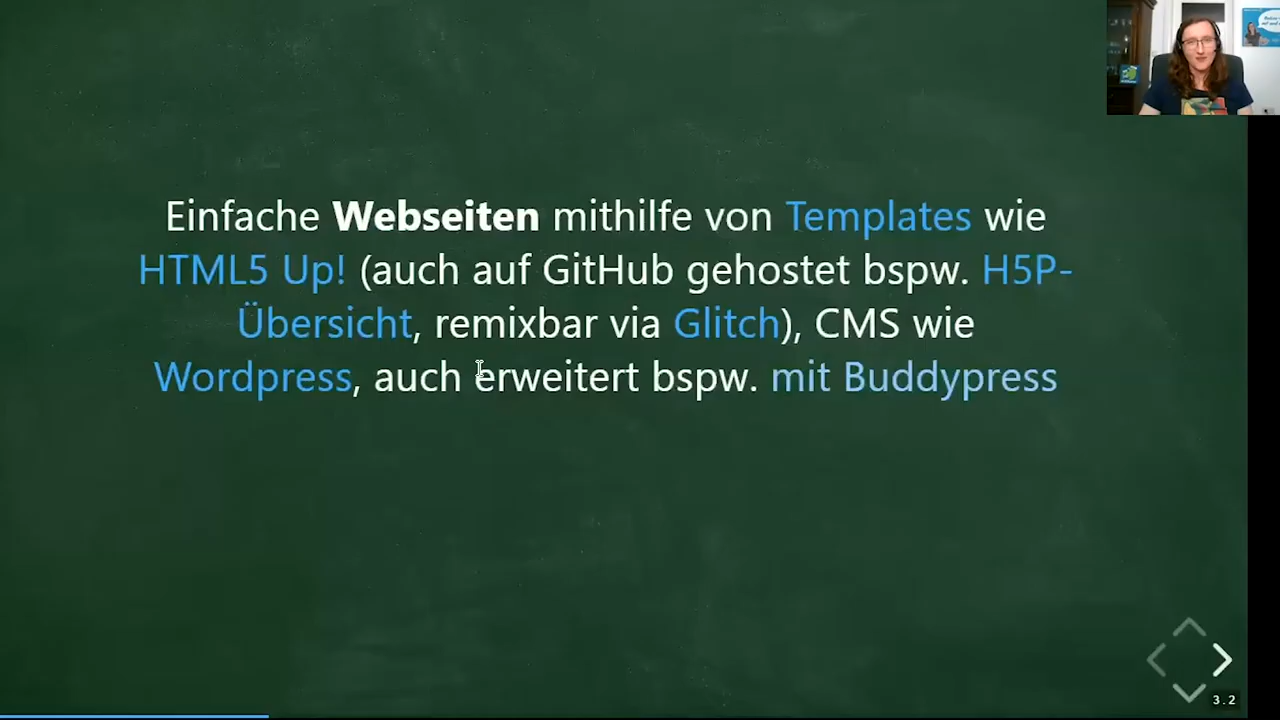 Einfache Webseiten mithilfe von Templates wie
HTML5 Up! (auch auf GitHub gehostet bspw. H5P-
Übersicht, remixbar via Glitch), CMS wie
Wordpress, auch erweitert bspw. mit Buddypress
3.2